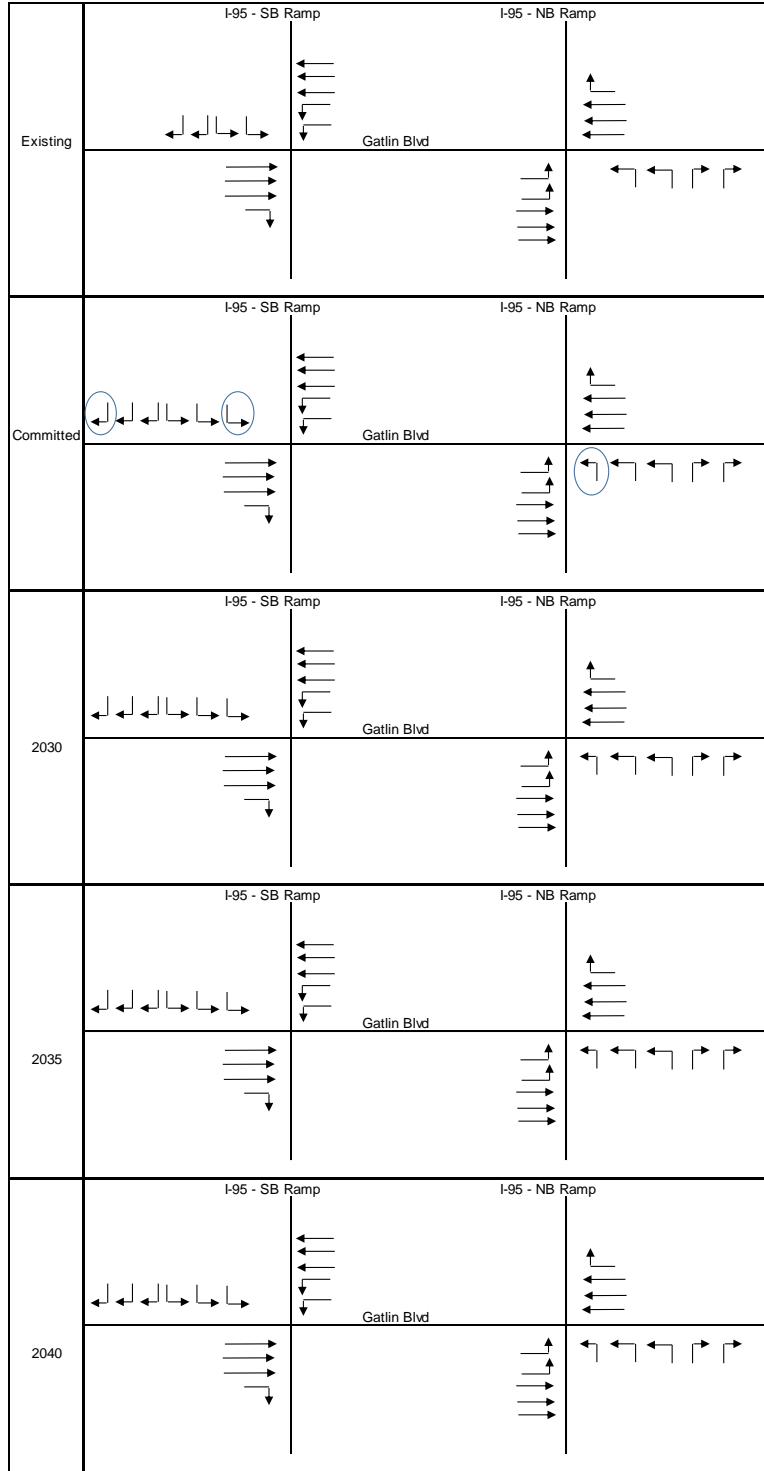 I-95 - SB Ramp I-95 - NB Ramp
Existing Gatlin Blvd
I-95 - SB Ramp I-95 - NB Ramp
Committed Gatlin Blvd
I-95 - SB Ramp I-95 - NB Ramp
2030 Gatlin Blvd
I-95 - SB Ramp I-95 - NB Ramp
2035 Gatlin Blvd
I-95 - SB Ramp I-95 - NB Ramp
2040 Gatlin Blvd